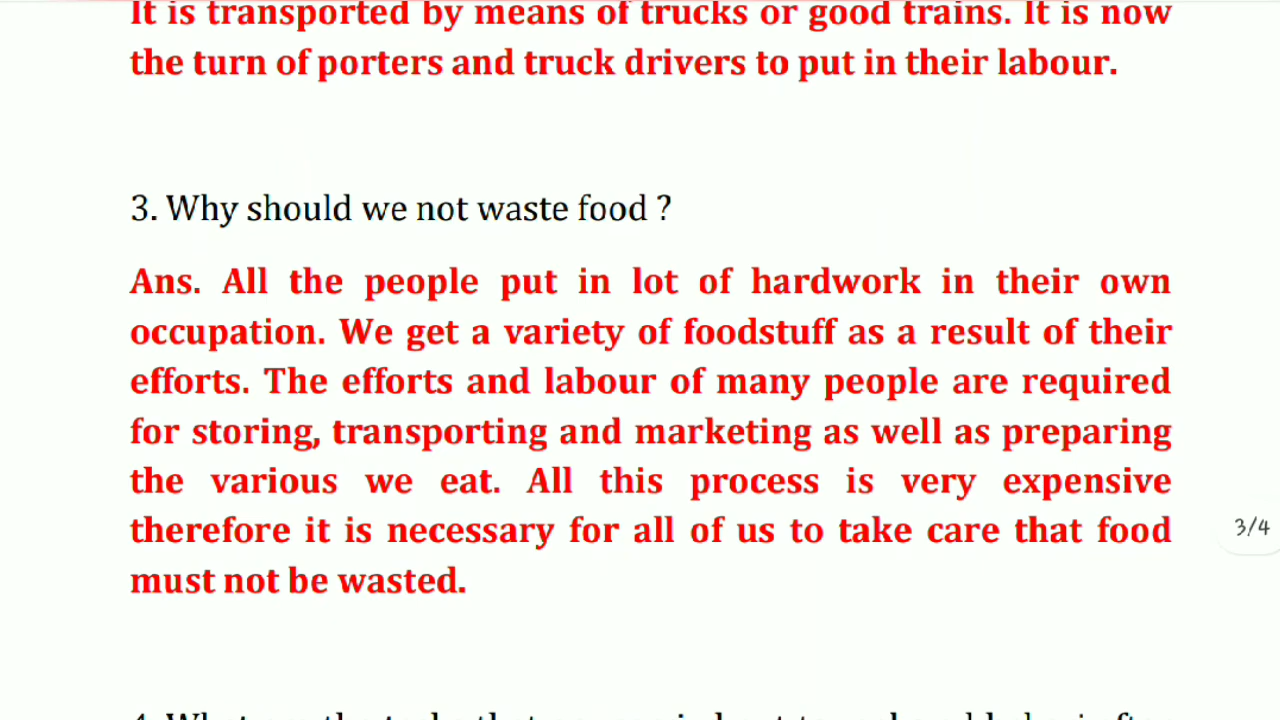 It is transported by means of trucks or good trains. It is now
the turn of porters and truck drivers to put in their labour.
3. Why should we not waste food ?
Ans. All the people put in lot of hardwork in their own
occupation. We get a variety of foodstuff as a result of their
efforts. The efforts and labour of many people are required
for storing, transporting and marketing as well as preparing
the various we eat. All this process is very expensive
therefore it is necessary for all of us to take care that food
must not be wasted.
3/4